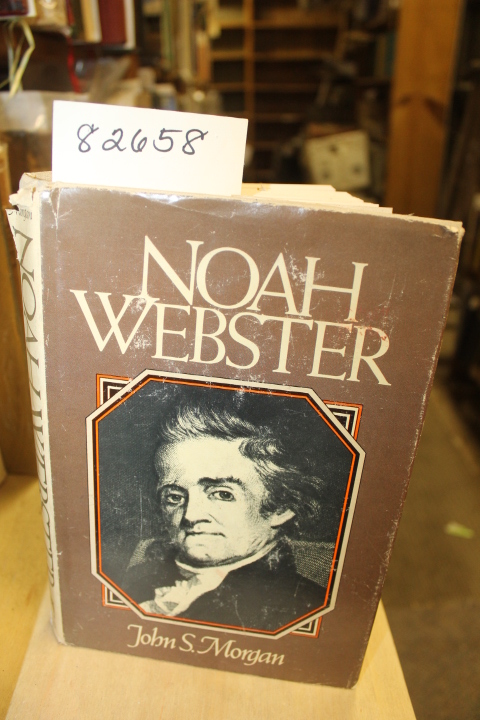 82658
NOAH
WEBSTER
John S. Morgan
NOAH WEBSTER